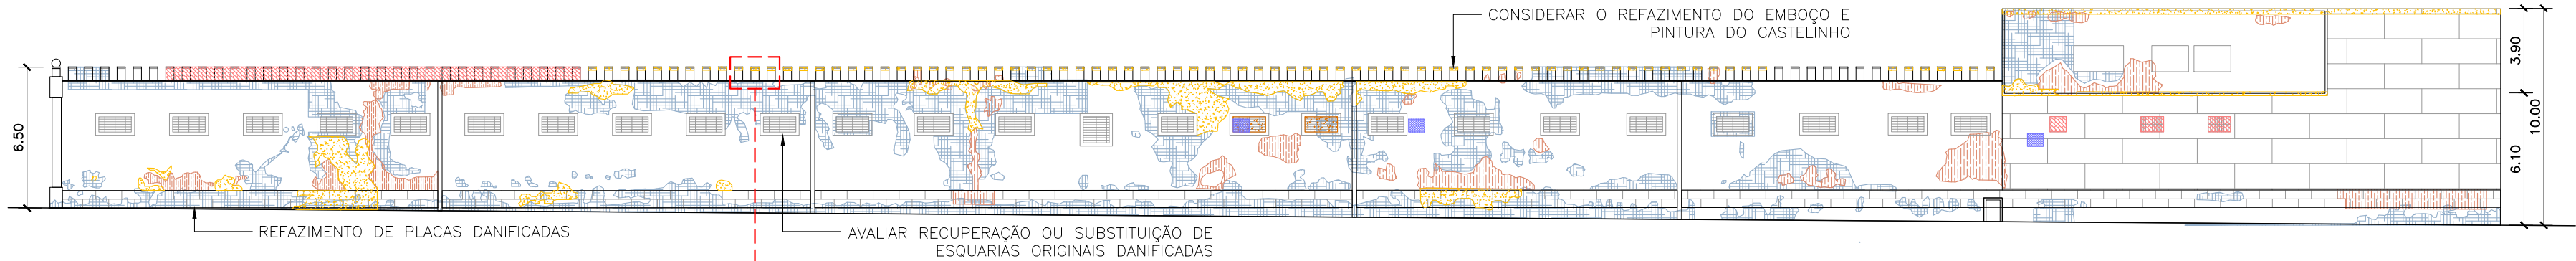 CONSIDERAR O REFAZIMENTO DO EMBOÇO E
PINTURA DO CASTELINHO
6.50
3.90
10.00
6.10
REFAZIMENTO DE PLACAS DANIFICADAS
AVALIAR RECUPERAÇÃO OU SUBSTITUIÇÃO DE
ESQUARIAS ORIGINAIS DANIFICADAS